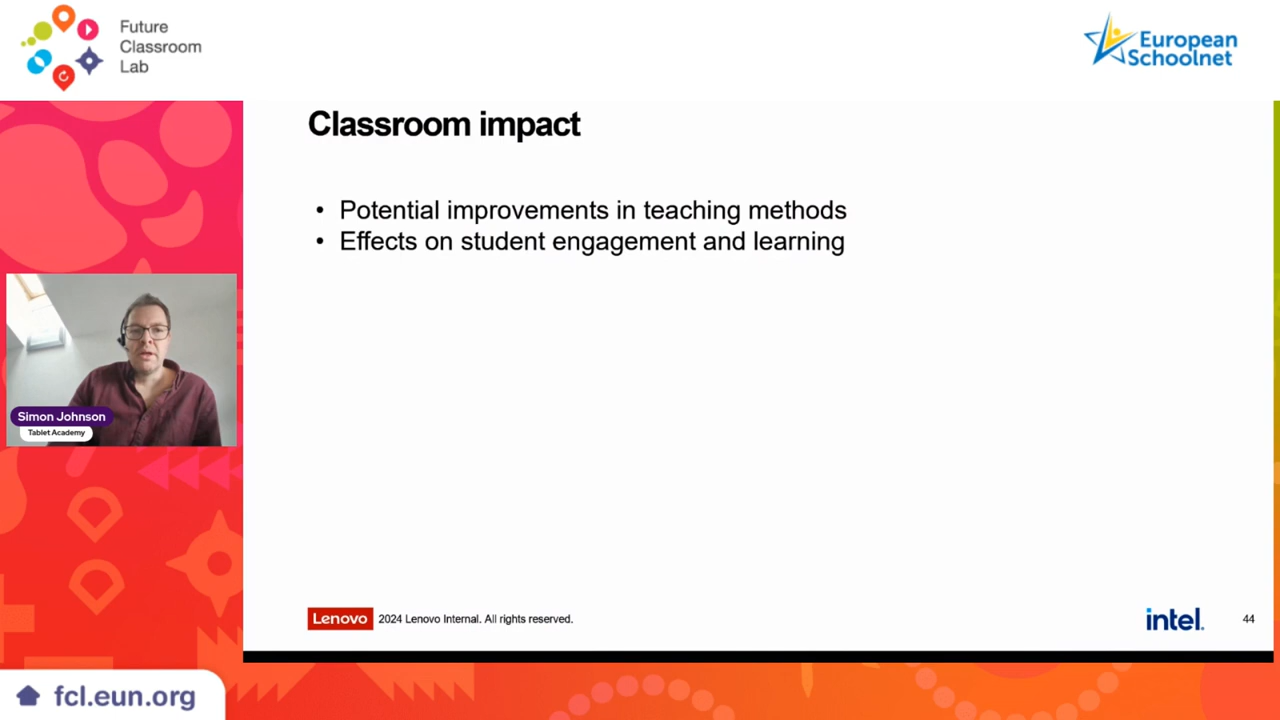 Future
Classroom
Lab
European
Schoolnet
Classroom impact
• Potential improvements in teaching methods
• Effects on student engagement and learning
Simon Johnson
Tablet Academy
Lenovo 2024 Lenovo Internal. All rights reserved.
intel. 44
fcl.eun.org